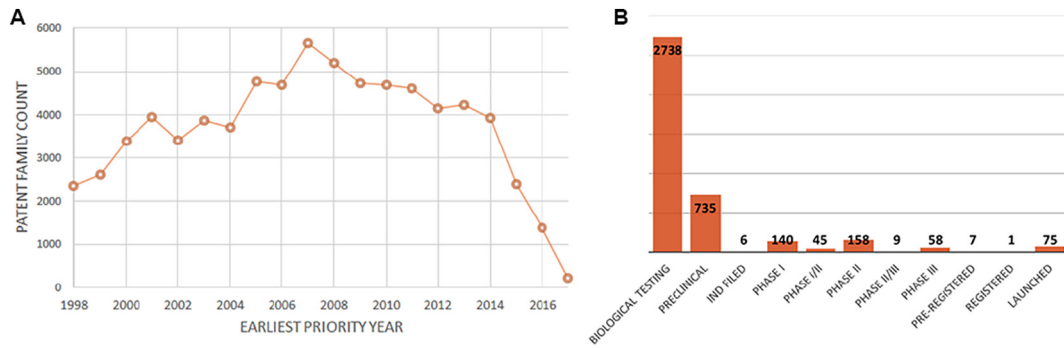 A
6000
5000
4000
3000
2000
1000
0
PATENT FAMILY COUNT
1998 2000 2002 2004 2006 2008 2010 2012 2014 2016
EARLIEST PRIORITY YEAR
B
2738
735
6
140
45
158
9
58
7
1
75
BIOLOGICAL TESTING
PRECLINICAL
IND FILED
PHASE I
PHASE I/II
PHASE II
PHASE II/III
PHASE III
PRE-REGISTERED
REGISTERED
LAUNCHED